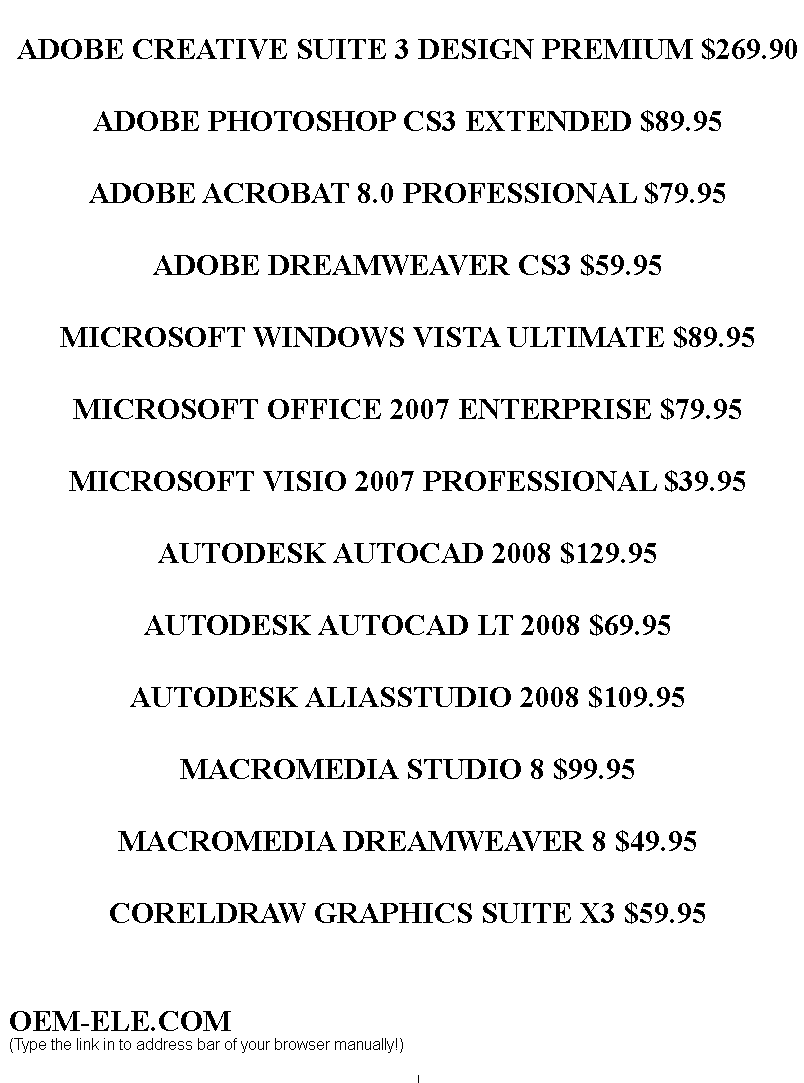 ADOBE CREATIVE SUITE 3 DESIGN PREMIUM $269.90
ADOBE PHOTOSHOP CS3 EXTENDED $89.95
ADOBE ACROBAT 8.0 PROFESSIONAL $79.95
ADOBE DREAMWEAVER CS3 $59.95
MICROSOFT WINDOWS VISTA ULTIMATE $89.95
MICROSOFT OFFICE 2007 ENTERPRISE $79.95
MICROSOFT VISIO 2007 PROFESSIONAL $39.95
AUTODESK AUTOCAD 2008 $129.95
AUTODESK AUTOCAD LT 2008 $69.95
AUTODESK ALIASSTUDIO 2008 $109.95
MACROMEDIA STUDIO 8 $99.95
MACROMEDIA DREAMWEAVER 8 $49.95
CORELDRAW GRAPHICS SUITE X3 $59.95
OEM-ELE.COM
(Type the link in to address bar of your browser manually!)